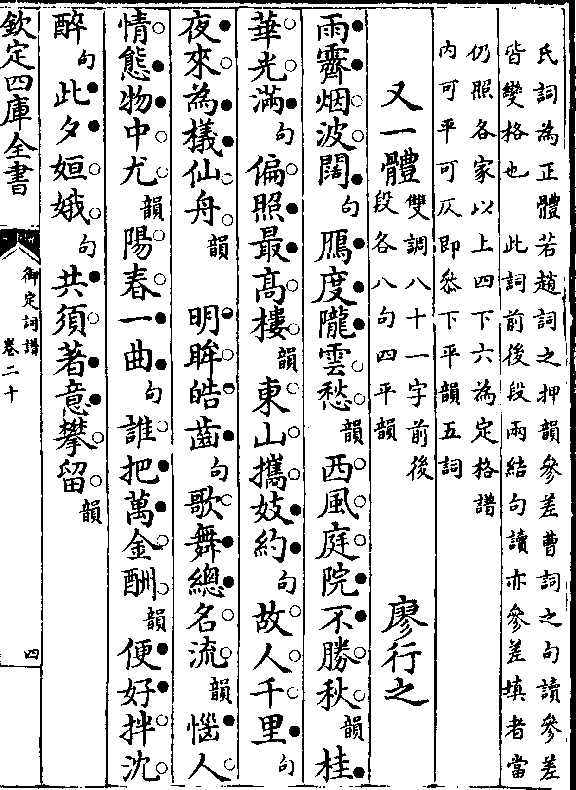 氏詞為正體若趙詞之押韻參差曹詞之句讀參差
皆變格也　此詞前後段兩結句讀亦參差填者當
仍照各家以上四下六為定格譜
內可平可仄即叅下平韻五詞
又一體　雙調八十一字前後段各八句四平韻　廖行之
雨霽烟波闊句鴈度隴雲愁韻西風庭院不勝秋韻桂
華光滿句偏照最高樓韻東山攜妓約句故人千里句
夜來為檥仙舟韻　明眸皓齒句歌舞總名流韻惱人
情態物中尤韻陽春一曲句誰把萬金酬韻便好拌沈
醉句此夕姮娥句共須著意攀留韻
欽定四庫全書
御定詞譜
卷二十
四